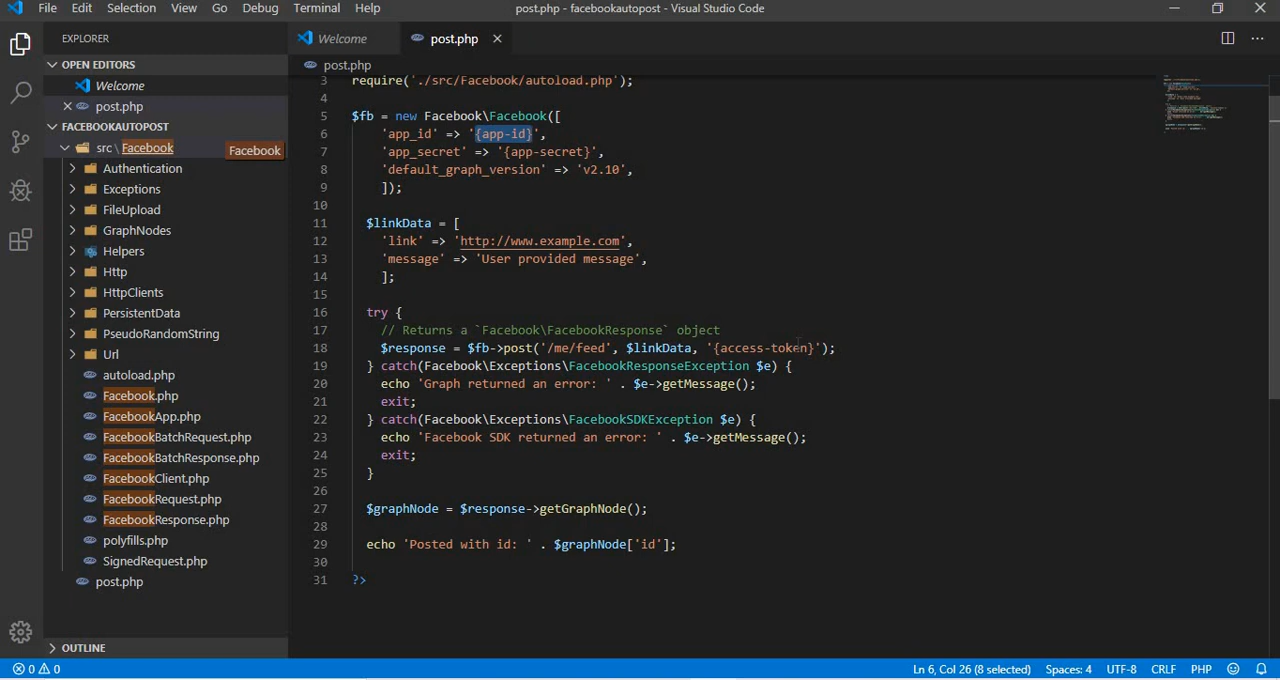 File Edit Selection View Go Debug Terminal Help post.php - facebookautopost - Visual Studio Code
EXPLORER
OPEN EDITORS
Welcome
post.php
FACEBOOKAUTOPOST
src \ Facebook
Facebook
Authentication
Exceptions
FileUpload
GraphNodes
Helpers
Http
HttpClients
PersistentData
PseudoRandomString
Url
autoload.php
Facebook.php
FacebookApp.php
FacebookBatchRequest.php
FacebookBatchResponse.php
FacebookClient.php
FacebookRequest.php
FacebookResponse.php
polyfills.php
SignedRequest.php
post.php
OUTLINE
Welcome post.php
post.php
3 require('./src/Facebook/autoload.php');
4
5 $fb = new Facebook\Facebook([
6 'app_id' => '{app-id}',
7 'app_secret' => '{app-secret}',
8 'default_graph_version' => 'v2.10',
9 ]);
10
11 $linkData = [
12 'link' => 'http://www.example.com',
13 'message' => 'User provided message',
14 ];
15
16 try {
17 // Returns a `Facebook\FacebookResponse` object
18 $response = $fb->post('/me/feed', $linkData, '{access-token}');
19 } catch(Facebook\Exceptions\FacebookResponseException $e) {
20 echo 'Graph returned an error: ' . $e->getMessage();
21 exit;
22 } catch(Facebook\Exceptions\FacebookSDKException $e) {
23 echo 'Facebook SDK returned an error: ' . $e->getMessage();
24 exit;
25 }
26
27 $graphNode = $response->getGraphNode();
28
29 echo 'Posted with id: ' . $graphNode['id'];
30
31 ?>
0 0 Ln 6, Col 26 (8 selected) Spaces: 4 UTF-8 CRLF PHP